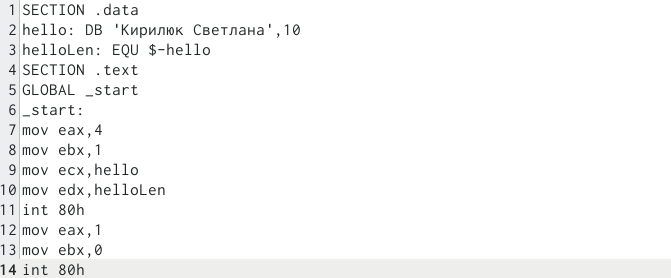 1 SECTION .data
2 hello: DB 'Кирилюк Светлана',10
3 helloLen: EQU $-hello
4 SECTION .text
5 GLOBAL _start
6 _start:
7 mov eax,4
8 mov ebx,1
9 mov ecx,hello
10 mov edx,helloLen
11 int 80h
12 mov eax,1
13 mov ebx,0
14 int 80h